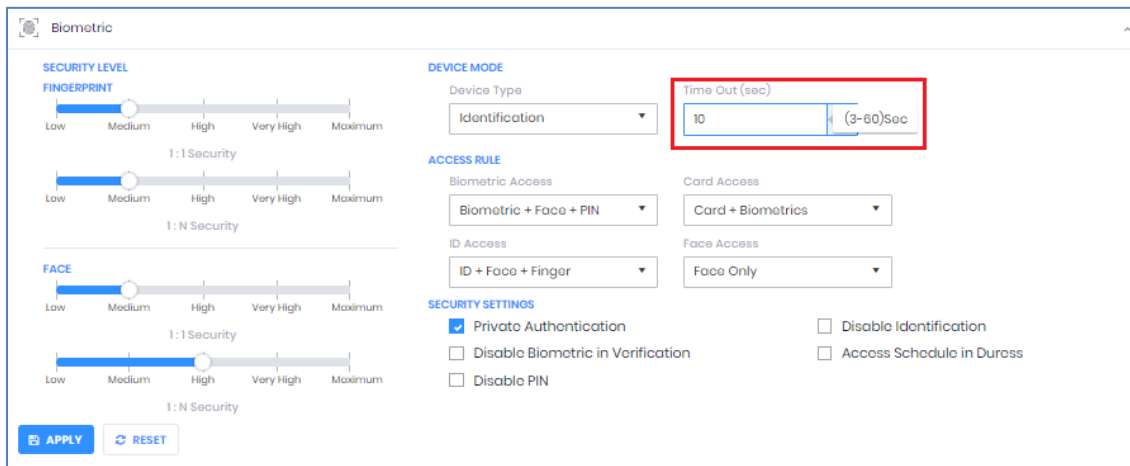 Biometric
SECURITY LEVEL
FINGERPRINT
Low Medium High Very High Maximum
1 : 1 Security
Low Medium High Very High Maximum
1 : N Security
FACE
Low Medium High Very High Maximum
1 : 1 Security
Low Medium High Very High Maximum
1 : N Security
DEVICE MODE
Device Type Time Out (sec)
Identification 10 (3-60)Sec
ACCESS RULE
Biometric Access Card Access
Biometric + Face + PIN Card + Biometrics
ID Access Face Access
ID + Face + Finger Face Only
SECURITY SETTINGS
Private Authentication Disable Identification
Disable Biometric in Verification Access Schedule in Duress
Disable PIN
APPLY RESET